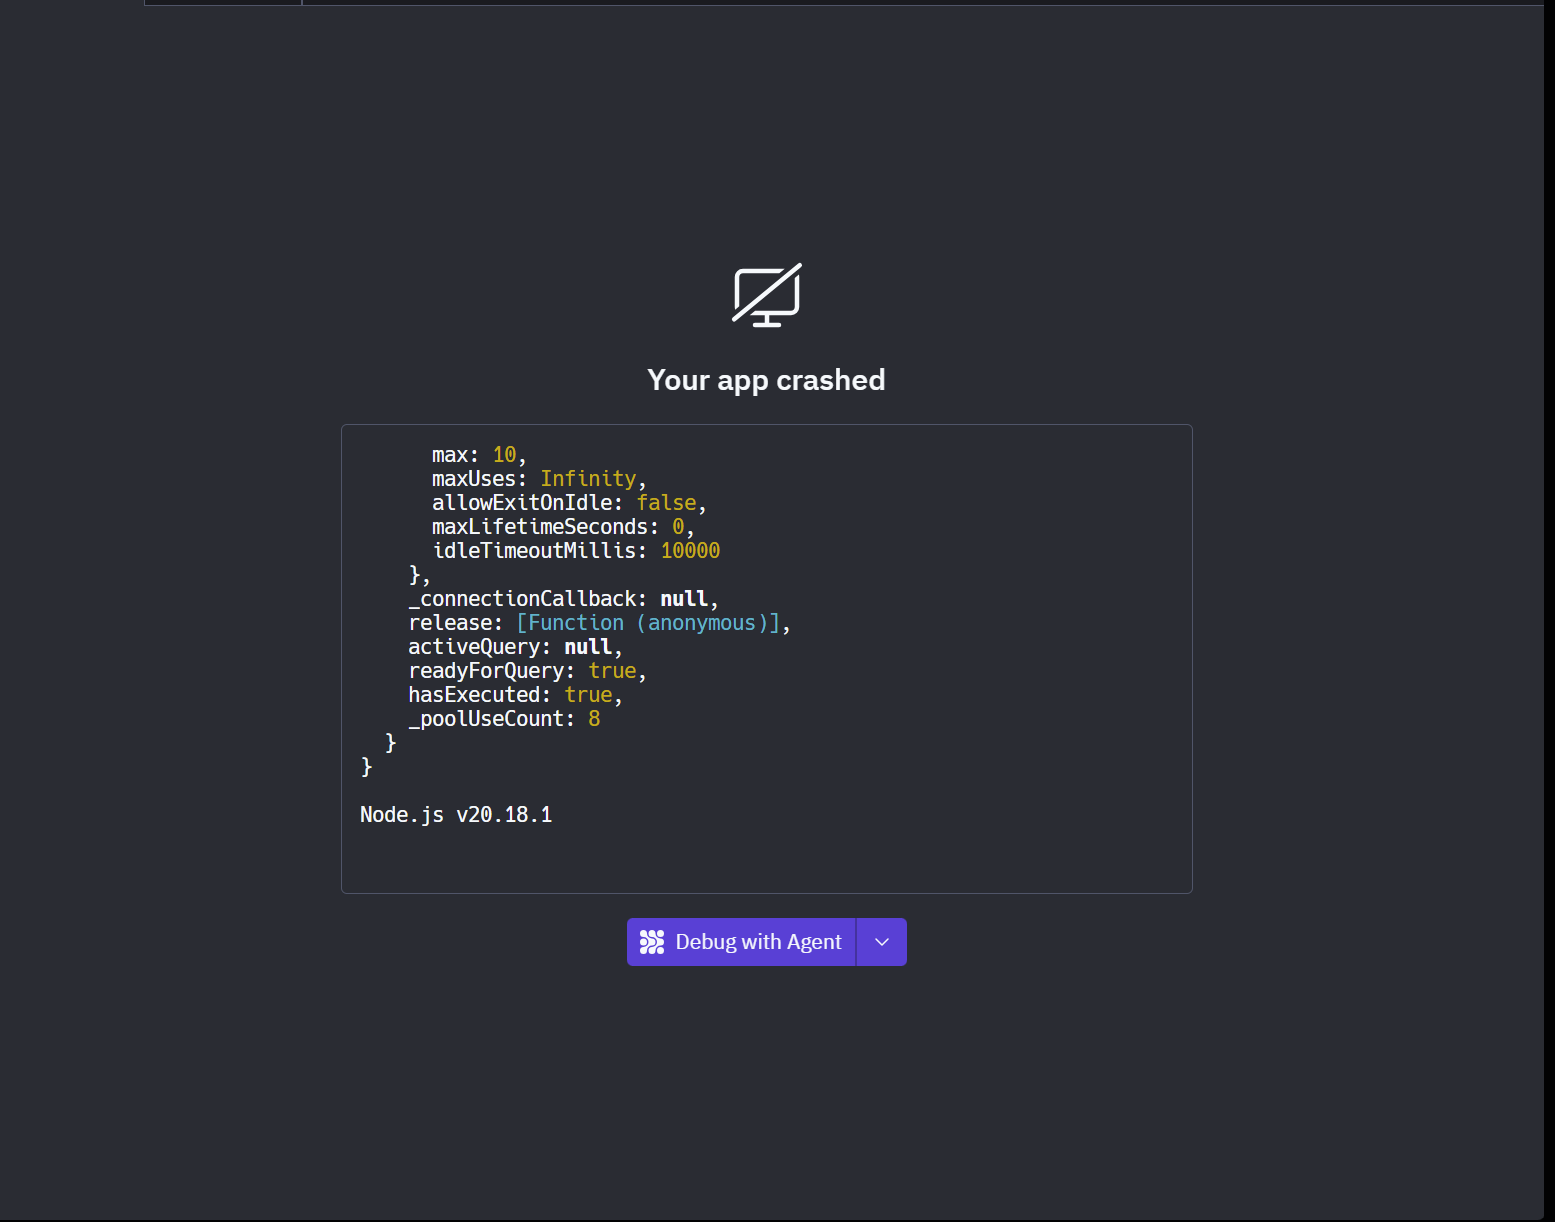 Your app crashed
max: 10,
maxUses: Infinity,
allowExitOnIdle: false,
maxLifetimeSeconds: 0,
idleTimeoutMillis: 10000
},
_connectionCallback: null,
release: [Function (anonymous)],
activeQuery: null,
readyForQuery: true,
hasExecuted: true,
_poolUseCount: 8
}
}
Node.js v20.18.1
Debug with Agent